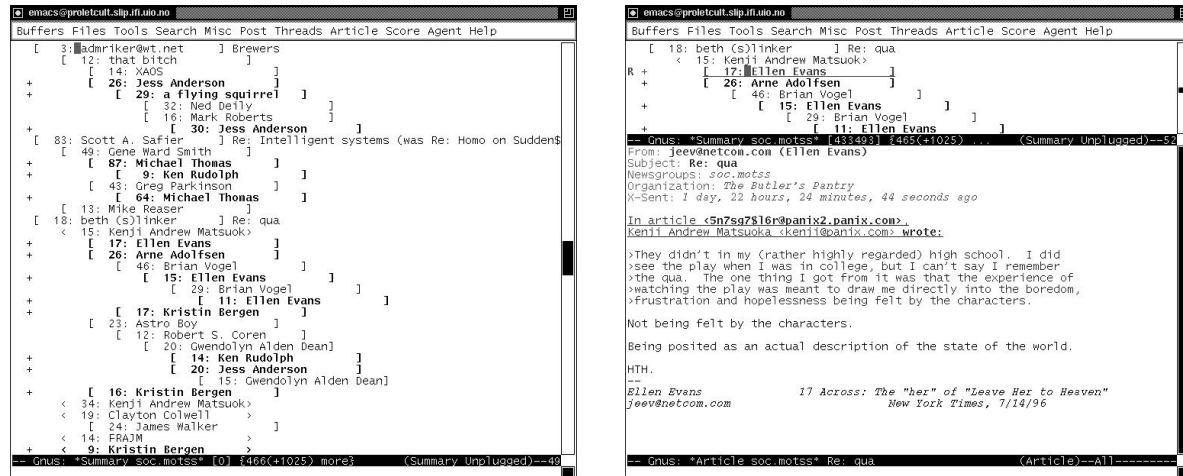 emacs@proletcult.slip.ifi.uio.no
Buffers Files Tools Search Misc Post Threads Article Score Agent Help
[ 3: admriker@wt.net ] Brewers
[ 12: that bitch ]
[ 14: XAOS ]
+ [ 26: Jess Anderson ]
+ [ 29: a flying squirrel ]
[ 32: Ned Deily ]
[ 16: Mark Roberts ]
+ [ 30: Jess Anderson ]
[ 83: Scott A. Safier ] Re: Intelligent systems (was Re: Homo on Sudden$
[ 49: Gene Ward Smith ]
+ [ 87: Michael Thomas ]
+ [ 9: Ken Rudolph ]
[ 43: Greg Parkinson ]
+ [ 64: Michael Thomas ]
[ 13: Mike Reaser ]
[ 18: beth (s)linker ] Re: qua
< 15: Kenji Andrew Matsuok>
+ [ 17: Ellen Evans ]
+ [ 26: Arne Adolfsen ]
[ 46: Brian Vogel ]
+ [ 15: Ellen Evans ]
[ 29: Brian Vogel ]
+ [ 11: Ellen Evans ]
+ [ 17: Kristin Bergen ]
[ 23: Astro Boy ]
[ 12: Robert S. Coren ]
[ 20: Gwendolyn Alden Dean]
+ [ 14: Ken Rudolph ]
+ [ 20: Jess Anderson ]
[ 15: Gwendolyn Alden Dean]
+ [ 16: Kristin Bergen ]
< 34: Kenji Andrew Matsuok>
< 19: Clayton Colwell >
[ 24: James Walker ]
< 14: FRAJM >
+ < 9: Kristin Bergen >
-- Gnus: *Summary soc.motss* [0] {466(+1025) more} (Summary Unplugged)--49
emacs@proletcult.slip.ifi.uio.no
Buffers Files Tools Search Misc Post Threads Article Score Agent Help
[ 18: beth (s)linker ] Re: qua
< 15: Kenji Andrew Matsuok>
R + [ 17: Ellen Evans ]
+ [ 26: Arne Adolfsen ]
[ 46: Brian Vogel ]
+ [ 15: Ellen Evans ]
[ 29: Brian Vogel ]
+ [ 11: Ellen Evans ]
-- Gnus: *Summary soc.motss* [433493] {465(+1025) ... (Summary Unplugged)--52
From: jeev@netcom.com (Ellen Evans)
Subject: Re: qua
Newsgroups: soc.motss
Organization: The Butler's Pantry
X-Sent: 1 day, 22 hours, 24 minutes, 44 seconds ago
In article <5n7sg7$l6r@panix2.panix.com>,
Kenji Andrew Matsuoka <kenji@panix.com> wrote:
>They didn't in my (rather highly regarded) high school. I did
>see the play when I was in college, but I can't say I remember
>the qua. The one thing I got from it was that the experience of
>watching the play was meant to draw me directly into the boredom,
>frustration and hopelessness being felt by the characters.
Not being felt by the characters.
Being posited as an actual description of the state of the world.
HTH.
--
Ellen Evans 17 Across: The "her" of "Leave Her to Heaven"
jeev@netcom.com New York Times, 7/14/96
-- Gnus: *Article soc.motss* Re: qua (Article)--All---------